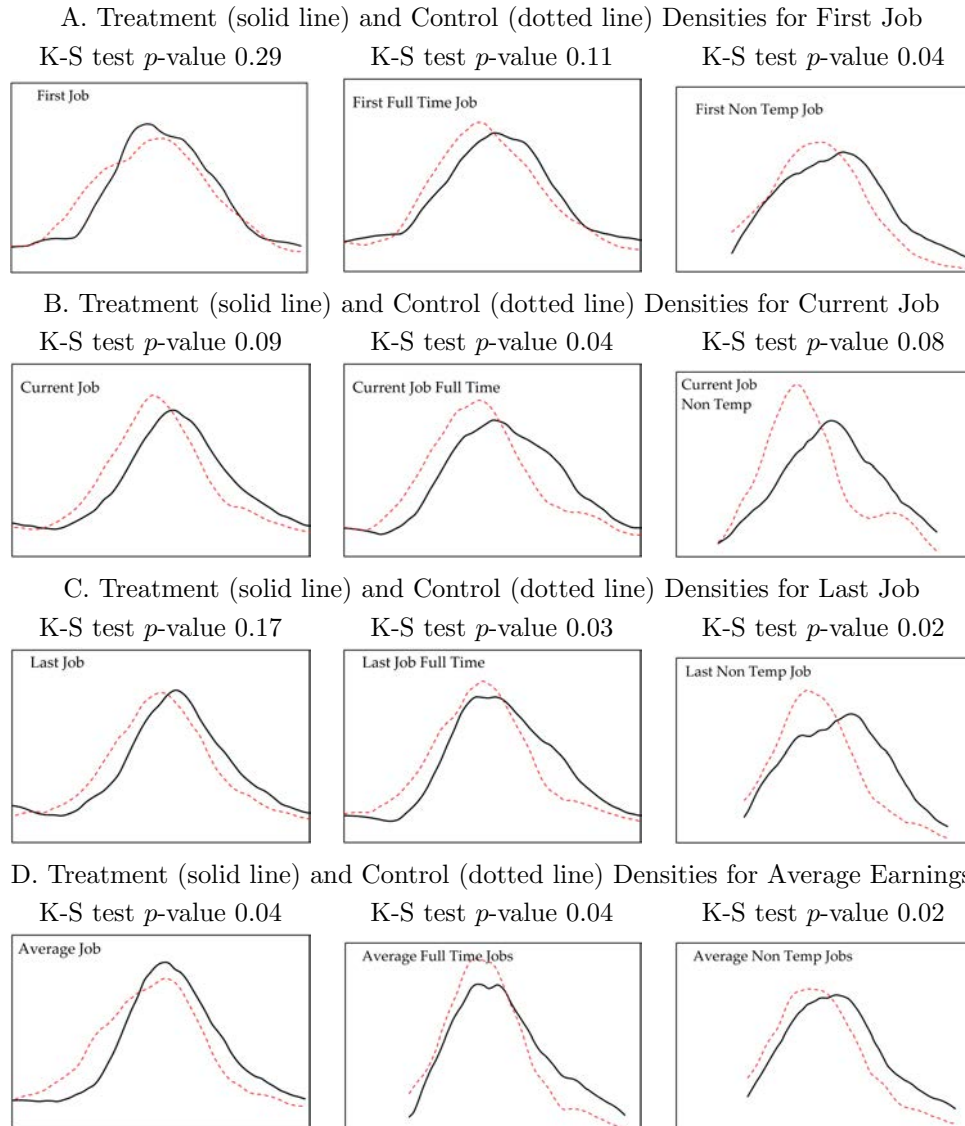 A. Treatment (solid line) and Control (dotted line) Densities for First Job
K-S test p-value 0.29
K-S test p-value 0.11
K-S test p-value 0.04
First Job
First Full Time Job
First Non Temp Job
B. Treatment (solid line) and Control (dotted line) Densities for Current Job
K-S test p-value 0.09
K-S test p-value 0.04
K-S test p-value 0.08
Current Job
Current Job Full Time
Current Job
Non Temp
C. Treatment (solid line) and Control (dotted line) Densities for Last Job
K-S test p-value 0.17
K-S test p-value 0.03
K-S test p-value 0.02
Last Job
Last Job Full Time
Last Non Temp Job
D. Treatment (solid line) and Control (dotted line) Densities for Average Earnings
K-S test p-value 0.04
K-S test p-value 0.04
K-S test p-value 0.02
Average Job
Average Full Time Jobs
Average Non Temp Jobs